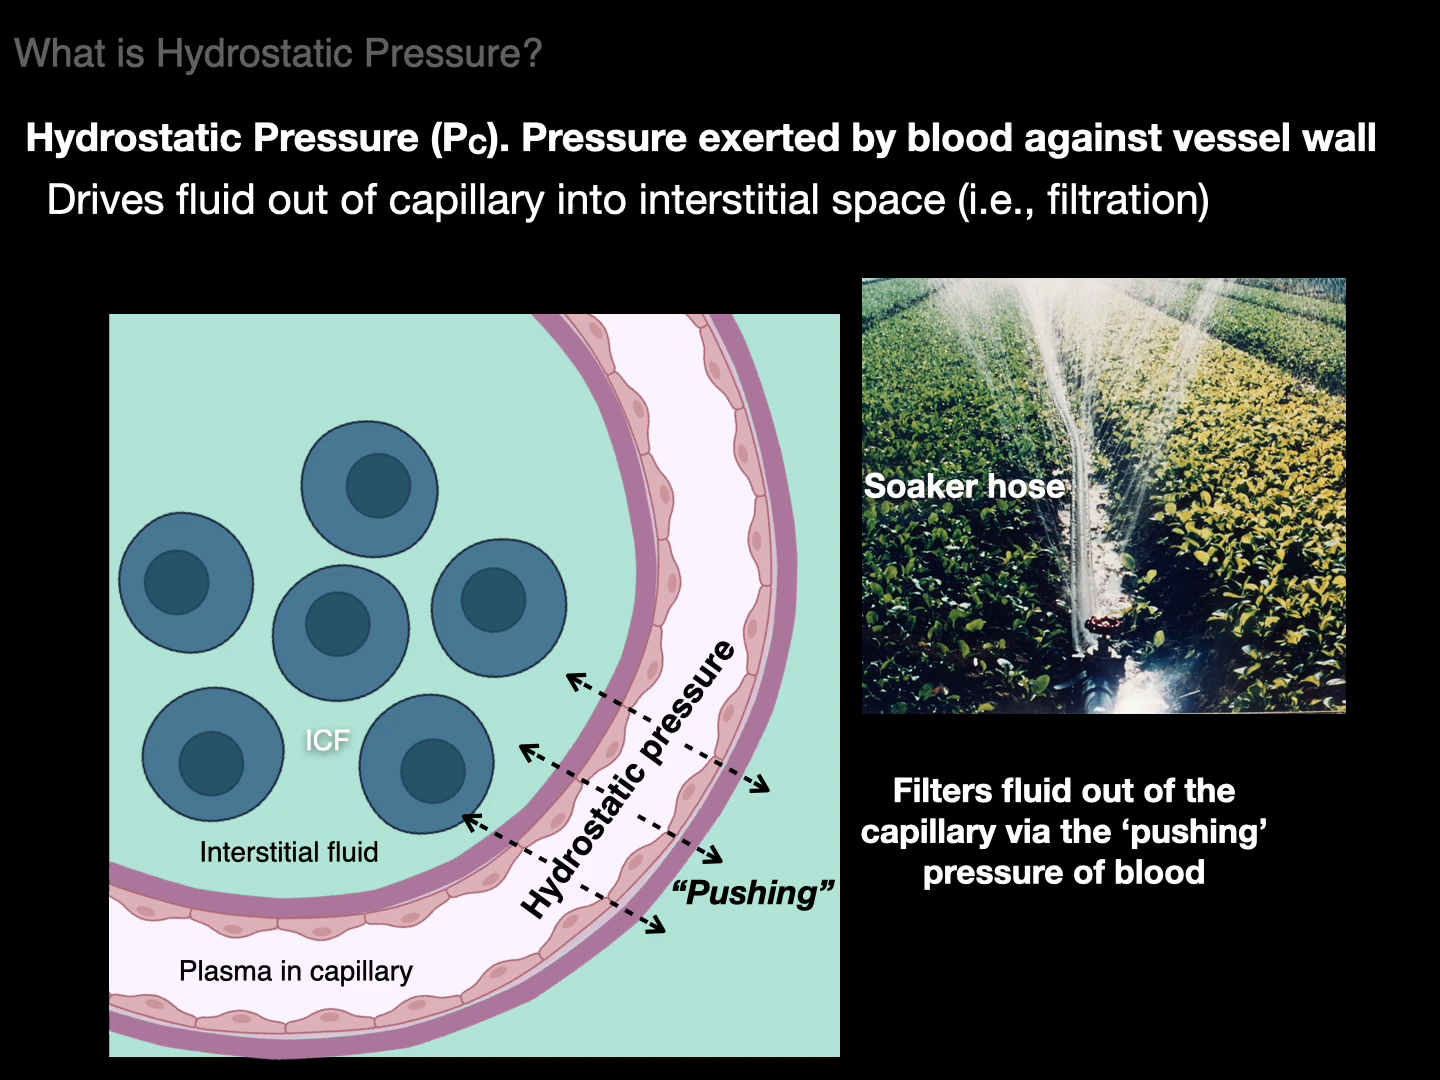 What is Hydrostatic Pressure?
Hydrostatic Pressure (Pc). Pressure exerted by blood against vessel wall
Drives fluid out of capillary into interstitial space (i.e., filtration)
Soaker hose
ICF
Interstitial fluid
Plasma in capillary
Hydrostatic pressure
“Pushing”
Filters fluid out of the
capillary via the ‘pushing’
pressure of blood